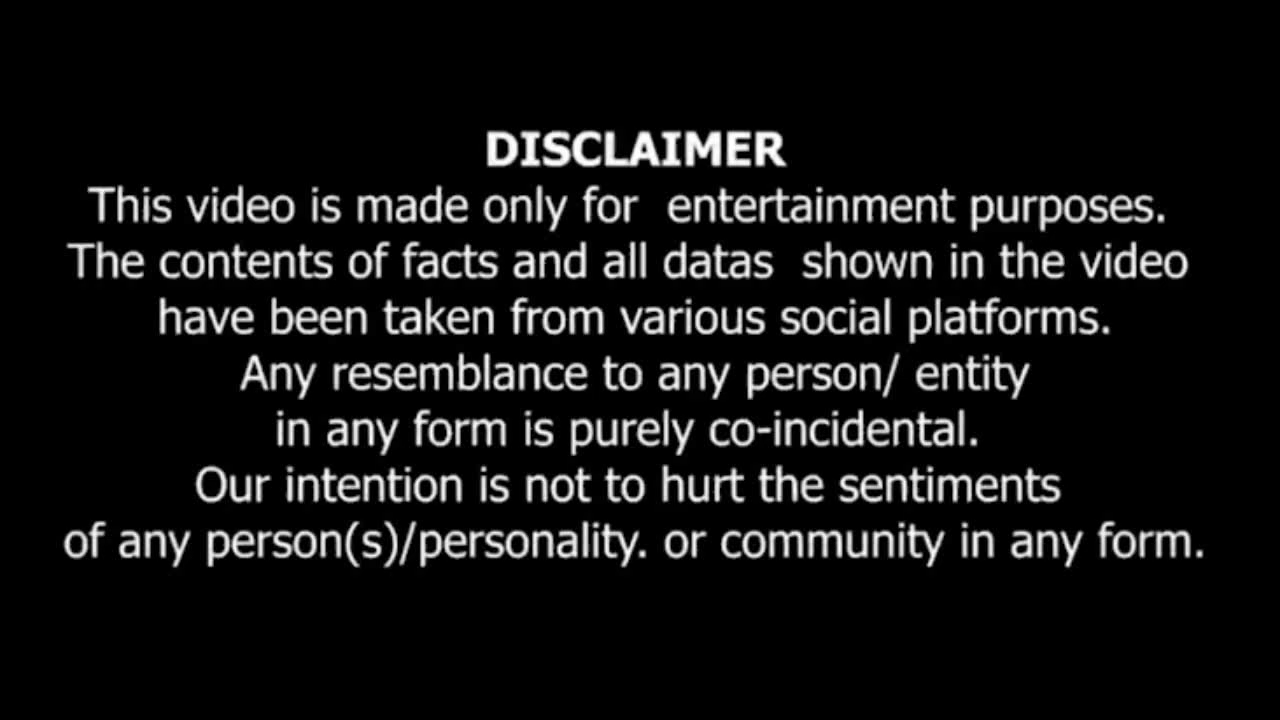 DISCLAIMER
This video is made only for  entertainment purposes.
The contents of facts and all datas  shown in the video
have been taken from various social platforms.
Any resemblance to any person/ entity
in any form is purely co-incidental.
Our intention is not to hurt the sentiments
of any person(s)/personality. or community in any form.